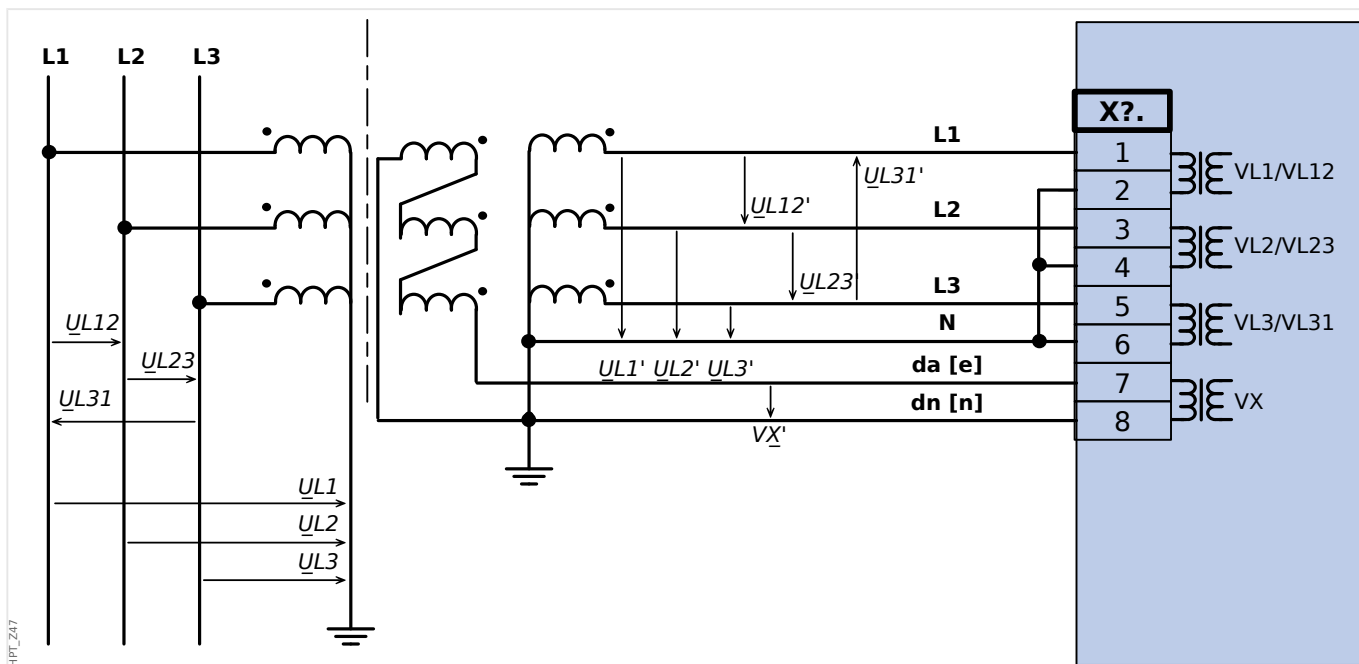 L1 L2 L3
X?.
L1
1
VL1/VL12
UL31'
2
UL12'
L2
3
VL2/VL23
4
UL23'
L3
5
N
VL3/VL31
UL12
6
UL23
UL1' UL2' UL3'
da [e]
7
UL31
dn [n]
VX
8
VX'
UL1
UL2
UL3
HPT_Z47